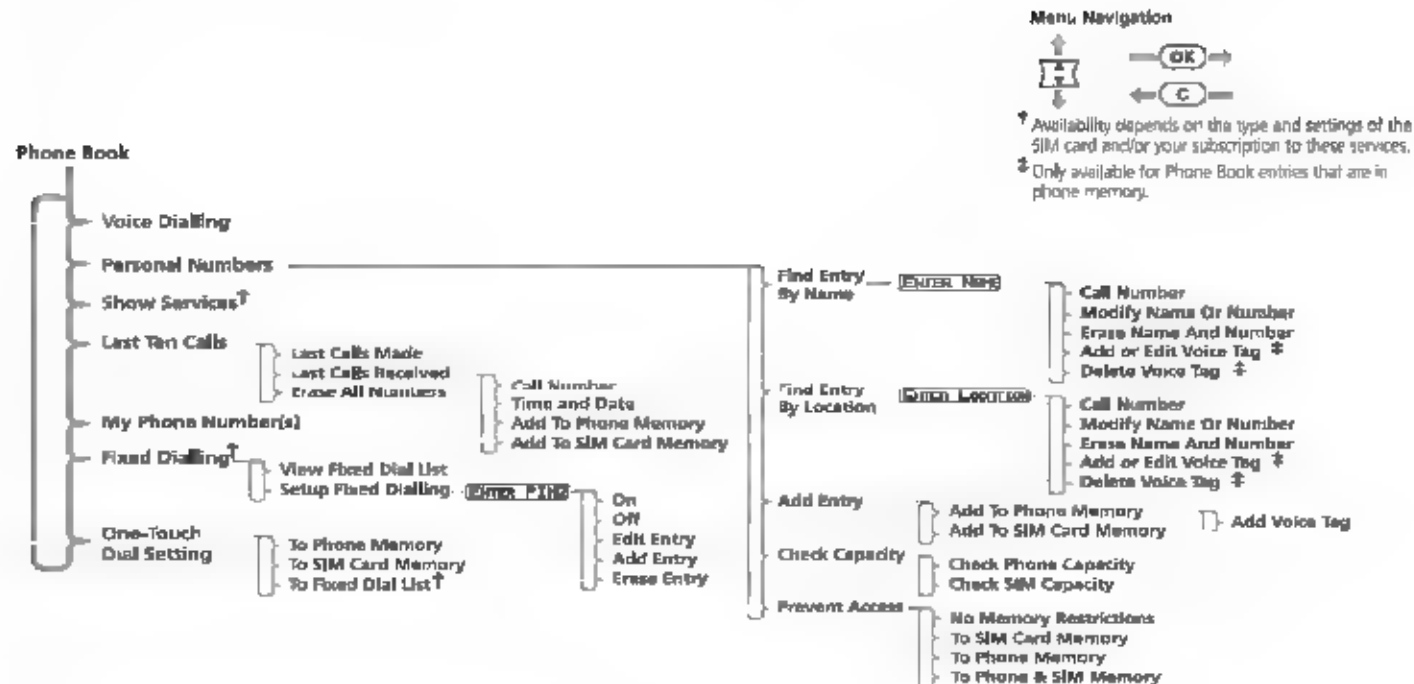 Menu Navigation
OK
C
† Availability depends on the type and settings of the
SIM card and/or your subscription to these services.
‡ Only available for Phone Book entries that are in
phone memory.
Phone Book
Voice Dialling
Personal Numbers
Show Services†
Last Ten Calls
Last Calls Made
Last Calls Received
Erase All Numbers
Call Number
Time and Date
Add To Phone Memory
Add To SIM Card Memory
My Phone Number(s)
Fixed Dialling†
View Fixed Dial List
Setup Fixed Dialling
ENTER PIN2
On
Off
Edit Entry
Add Entry
Erase Entry
One-Touch
Dial Setting
To Phone Memory
To SIM Card Memory
To Fixed Dial List†
Find Entry
By Name
ENTER NAME
Call Number
Modify Name Or Number
Erase Name And Number
Add or Edit Voice Tag ‡
Delete Voice Tag ‡
Find Entry
By Location
ENTER LOCATION
Call Number
Modify Name Or Number
Erase Name And Number
Add or Edit Voice Tag ‡
Delete Voice Tag ‡
Add Entry
Add To Phone Memory
Add To SIM Card Memory
Add Voice Tag
Check Capacity
Check Phone Capacity
Check SIM Capacity
Prevent Access
No Memory Restrictions
To SIM Card Memory
To Phone Memory
To Phone & SIM Memory